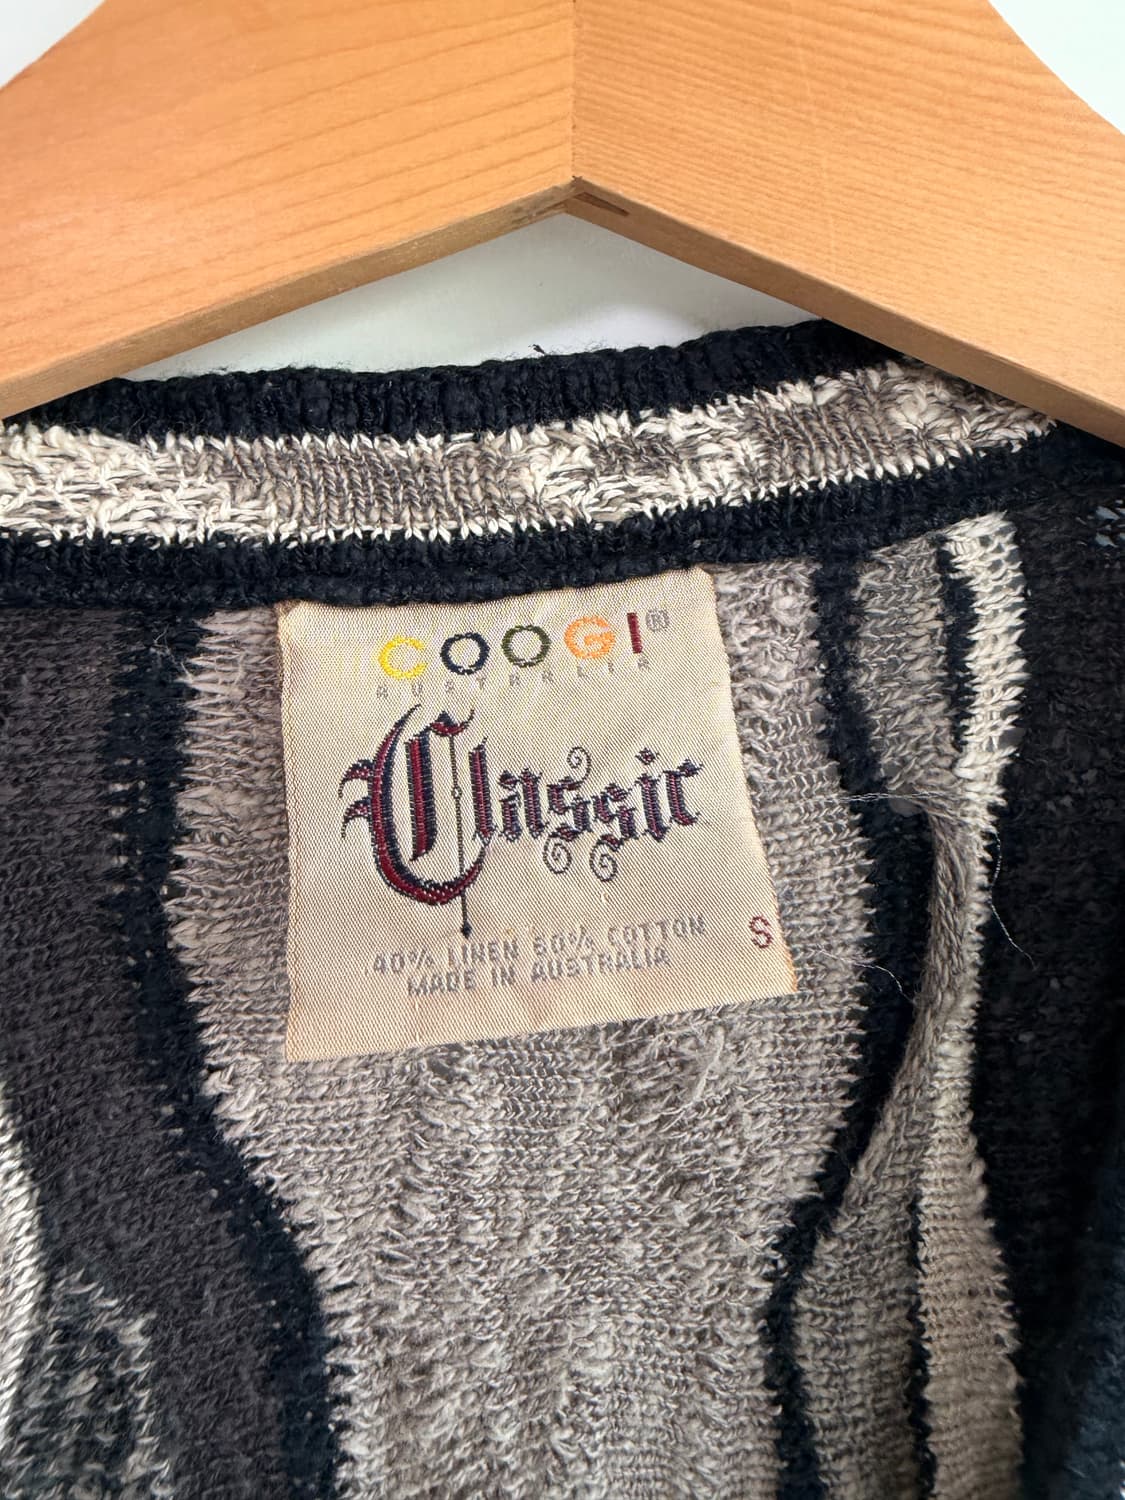 COOGI®
AUSTRALIA
Classic
S
40% LINEN 60% COTTON
MADE IN AUSTRALIA